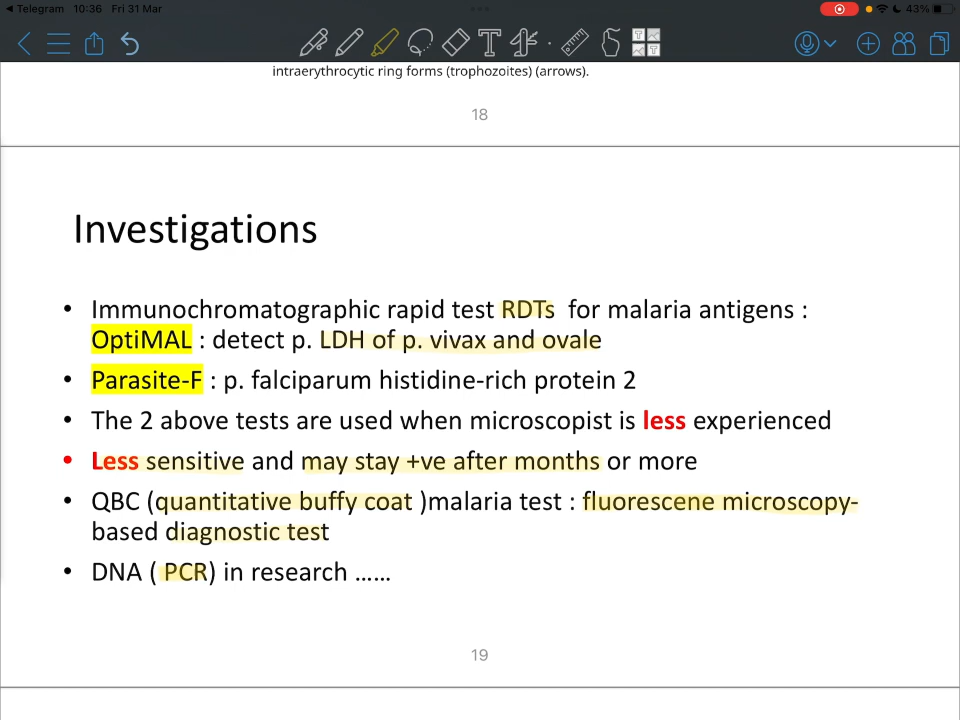 Telegram 10:36 Fri 31 Mar
43%
intraerythrocytic ring forms (trophozoites) (arrows).
18
Investigations
• Immunochromatographic rapid test RDTs for malaria antigens :
OptiMAL : detect p. LDH of p. vivax and ovale
• Parasite-F : p. falciparum histidine-rich protein 2
• The 2 above tests are used when microscopist is less experienced
• Less sensitive and may stay +ve after months or more
• QBC (quantitative buffy coat )malaria test : fluorescene microscopy-
based diagnostic test
• DNA ( PCR) in research ......
19